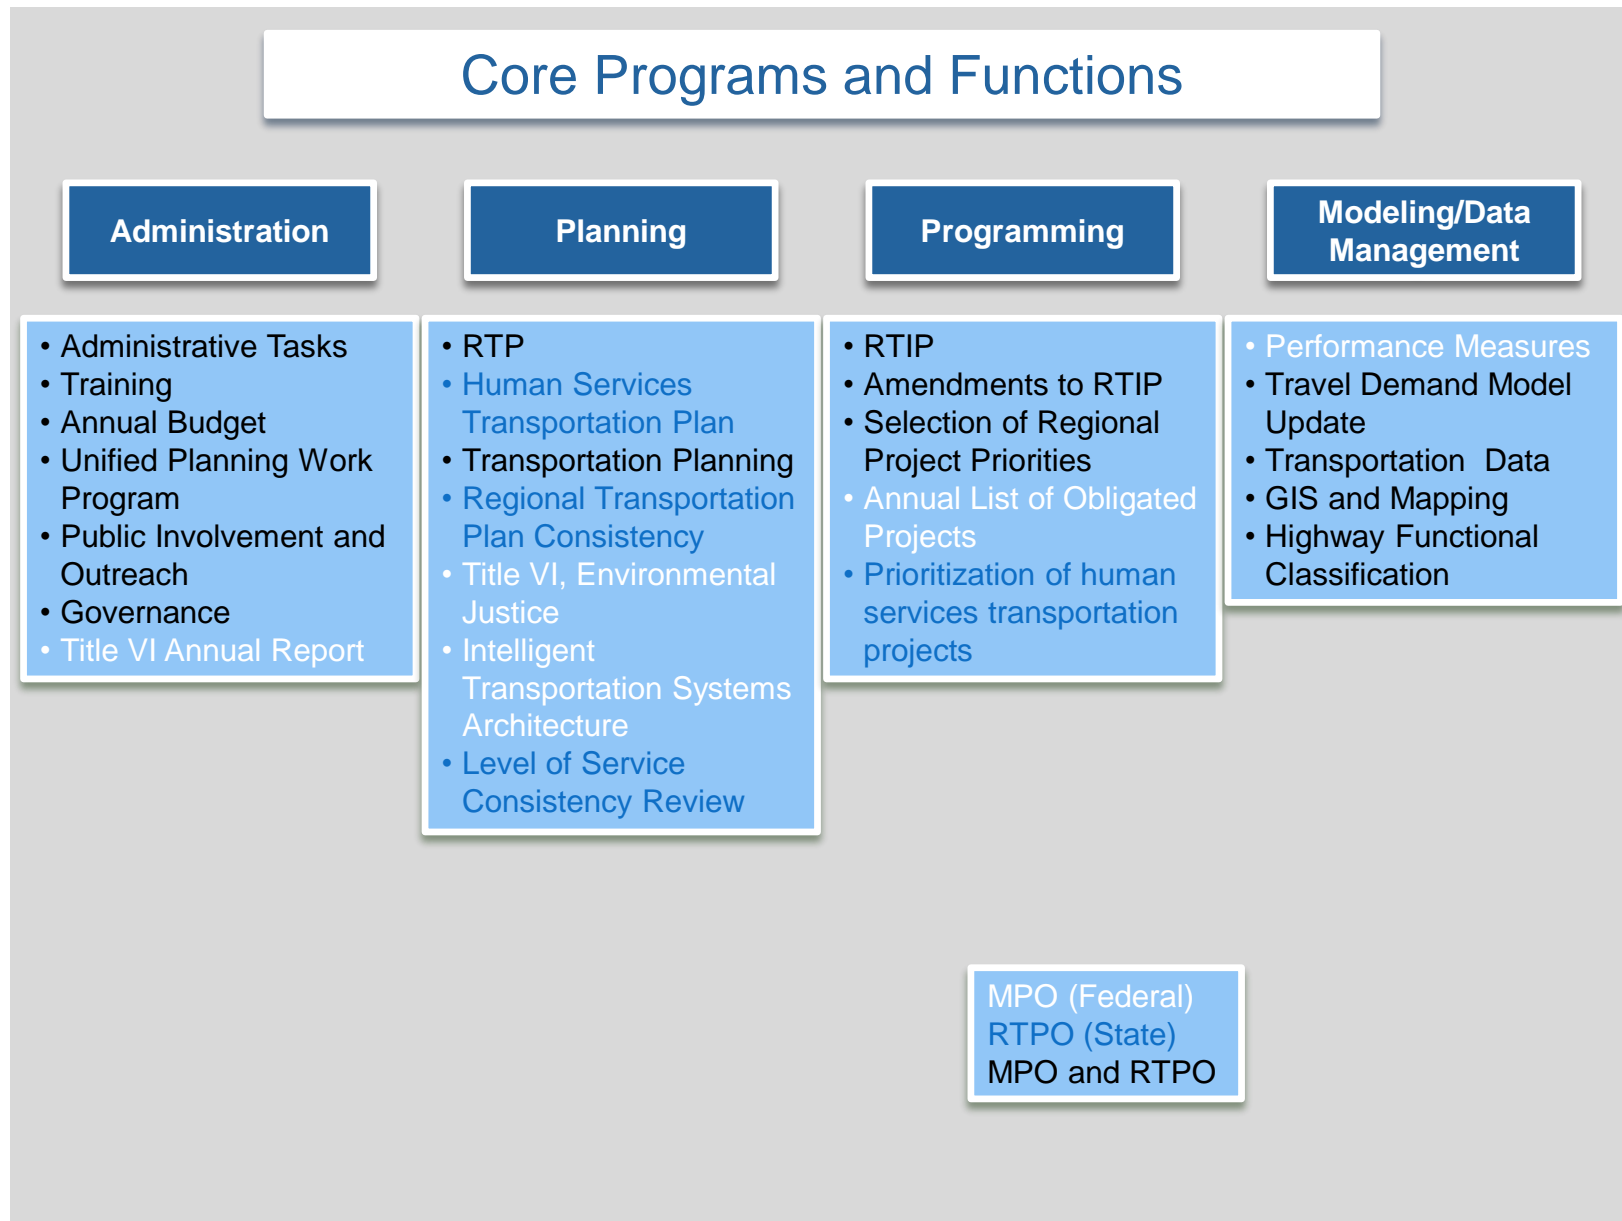 Core Programs and Functions
Administration
• Administrative Tasks
• Training
• Annual Budget
• Unified Planning Work
Program
• Public Involvement and
Outreach
• Governance
• Title VI Annual Report
Planning
• RTP
• Human Services
Transportation Plan
• Transportation Planning
• Regional Transportation
Plan Consistency
• Title VI, Environmental
Justice
• Intelligent
Transportation Systems
Architecture
• Level of Service
Consistency Review
Programming
• RTIP
• Amendments to RTIP
• Selection of Regional
Project Priorities
• Annual List of Obligated
Projects
• Prioritization of human
services transportation
projects
Modeling/Data
Management
• Performance Measures
• Travel Demand Model
Update
• Transportation Data
• GIS and Mapping
• Highway Functional
Classification
MPO (Federal)
RTPO (State)
MPO and RTPO